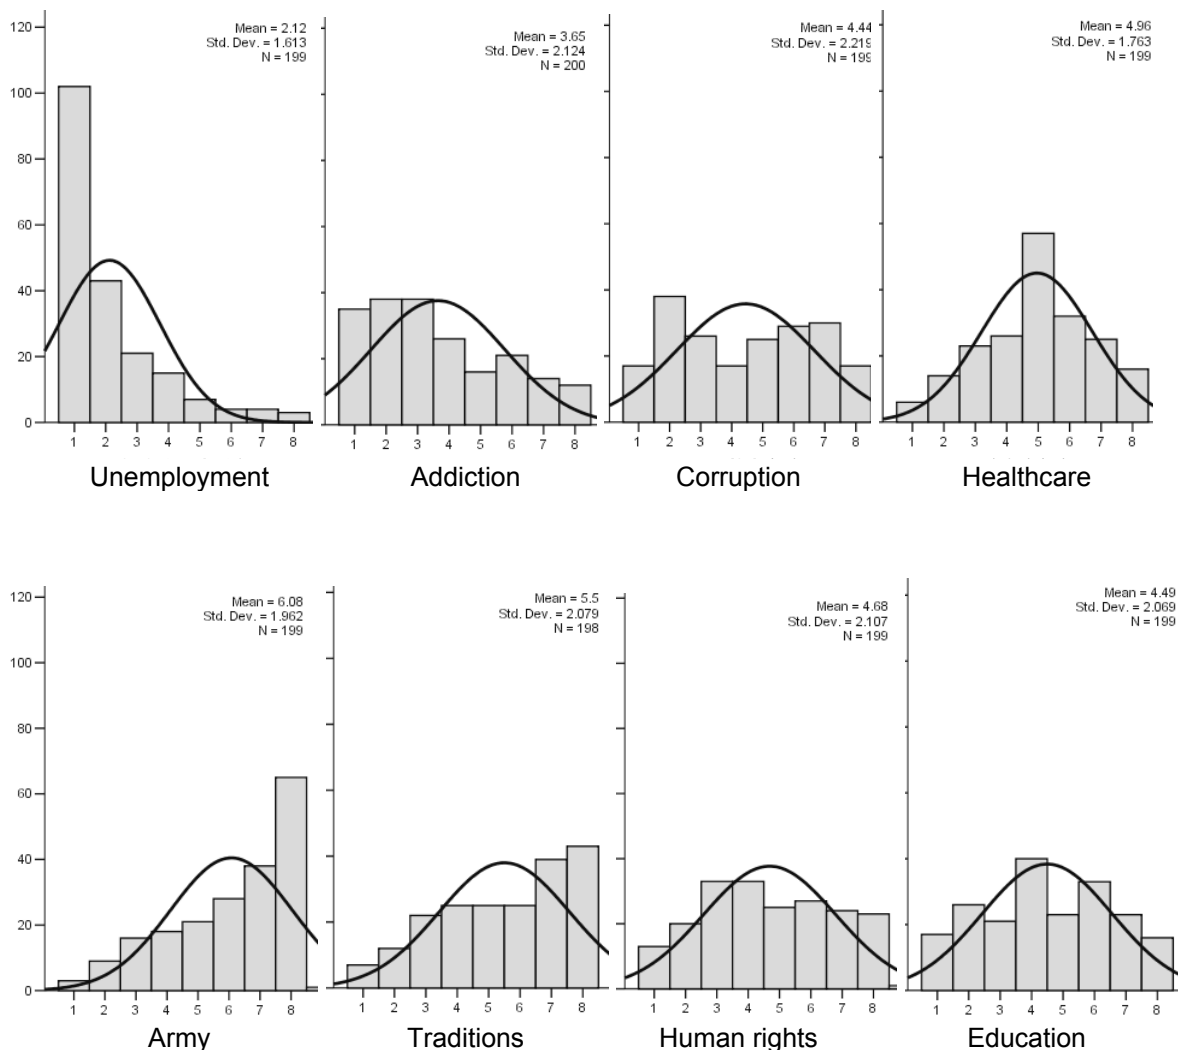 Mean = 2.12
Std. Dev. = 1.613
N = 199
120
100
80
60
40
20
0
1 2 3 4 5 6 7 8
Unemployment
Mean = 3.65
Std. Dev. = 2.124
N = 200
1 2 3 4 5 6 7 8
Addiction
Mean = 4.44
Std. Dev. = 2.219
N = 199
1 2 3 4 5 6 7 8
Corruption
Mean = 4.96
Std. Dev. = 1.763
N = 199
1 2 3 4 5 6 7 8
Healthcare
Mean = 6.08
Std. Dev. = 1.962
N = 199
120
100
80
60
40
20
0
1 2 3 4 5 6 7 8
Army
Mean = 5.5
Std. Dev. = 2.079
N = 198
1 2 3 4 5 6 7 8
Traditions
Mean = 4.68
Std. Dev. = 2.107
N = 199
1 2 3 4 5 6 7 8
Human rights
Mean = 4.49
Std. Dev. = 2.069
N = 199
1 2 3 4 5 6 7 8
Education